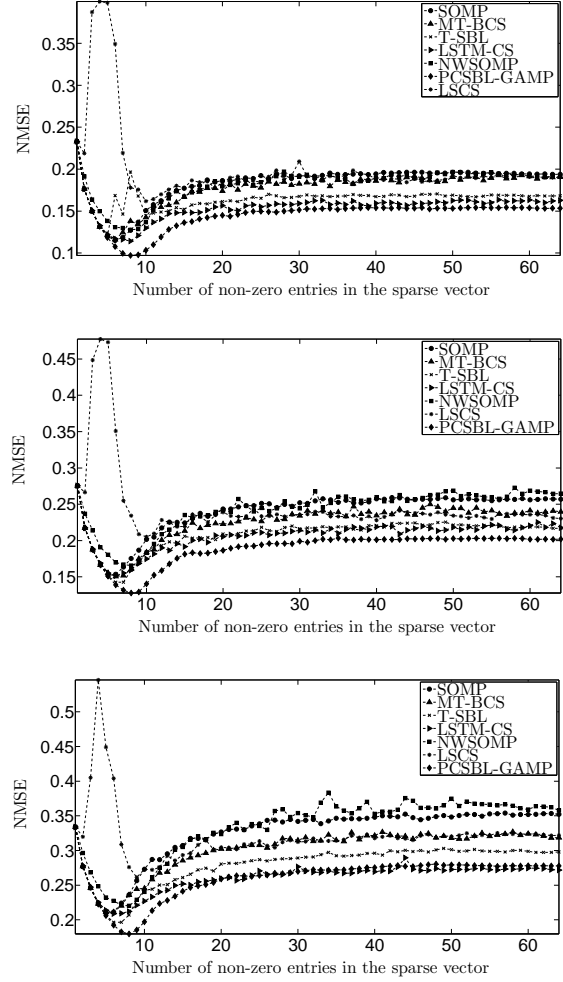 0.4
0.35
0.3
0.25
0.2
0.15
0.1
NMSE
SOMP
MT-BCS
T-SBL
LSTM-CS
NWSOMP
PCSBL-GAMP
LSCS
10 20 30 40 50 60
Number of non-zero entries in the sparse vector
0.45
0.4
0.35
0.3
0.25
0.2
0.15
NMSE
SOMP
MT-BCS
T-SBL
LSTM-CS
NWSOMP
LSCS
PCSBL-GAMP
10 20 30 40 50 60
Number of non-zero entries in the sparse vector
0.5
0.45
0.4
0.35
0.3
0.25
0.2
NMSE
SOMP
MT-BCS
T-SBL
LSTM-CS
NWSOMP
LSCS
PCSBL-GAMP
10 20 30 40 50 60
Number of non-zero entries in the sparse vector